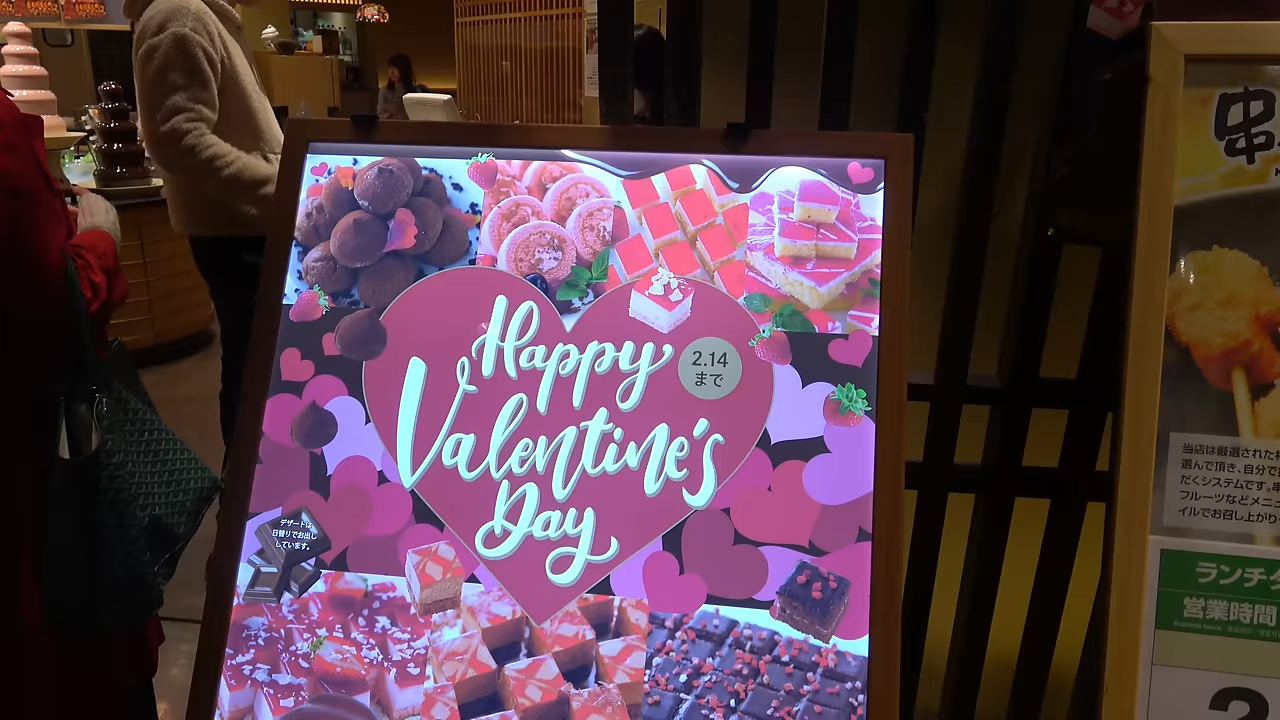 Happy
Valentine's
Day
2.14
まで
デザートは
日替りでお出し
しています。
串
当店は厳選された
選んで頂き、自分で
だくシステムです。
フルーツなどメニ
イルでお召し上がり
ランチ
営業時間
Business hours